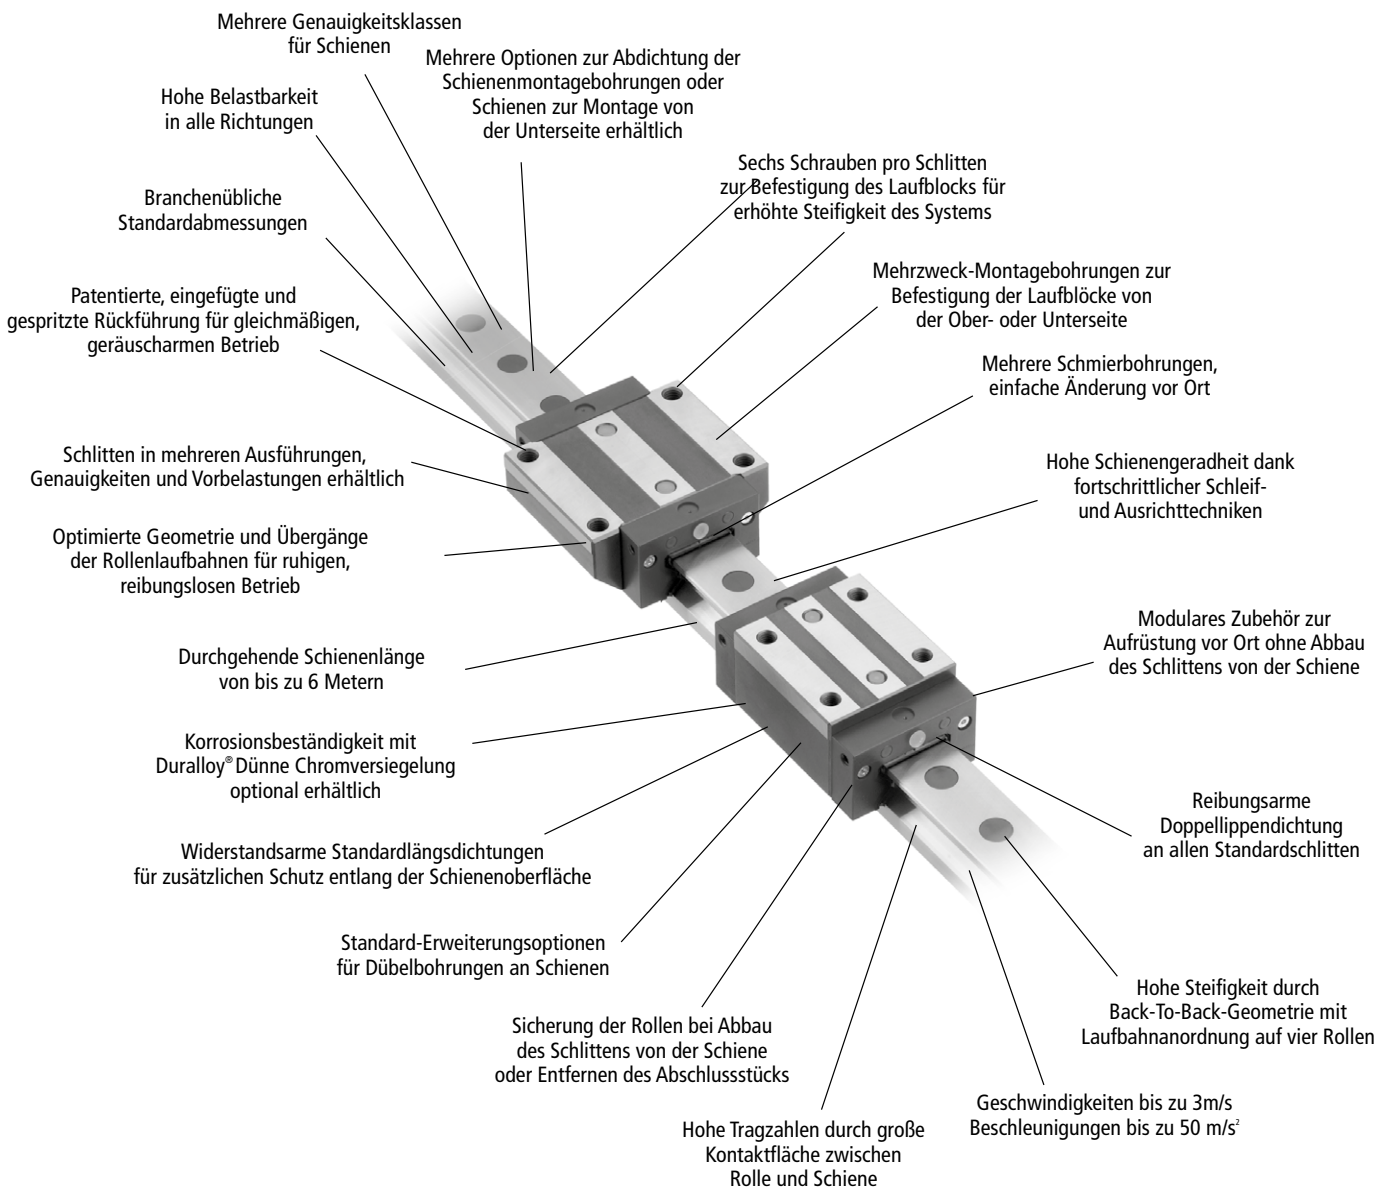 Mehrere Genauigkeitsklassen
für Schienen
Mehrere Optionen zur Abdichtung der
Schienenmontagebohrungen oder
Schienen zur Montage von
der Unterseite erhältlich
Hohe Belastbarkeit
in alle Richtungen
Sechs Schrauben pro Schlitten
zur Befestigung des Laufblocks für
erhöhte Steifigkeit des Systems
Branchenübliche
Standardabmessungen
Mehrzweck-Montagebohrungen zur
Befestigung der Laufblöcke von
der Ober- oder Unterseite
Patentierte, eingefügte und
gespritzte Rückführung für gleichmäßigen,
geräuscharmen Betrieb
Mehrere Schmierbohrungen,
einfache Änderung vor Ort
Schlitten in mehreren Ausführungen,
Genauigkeiten und Vorbelastungen erhältlich
Hohe Schienengeradheit dank
fortschrittlicher Schleif-
und Ausrichttechniken
Optimierte Geometrie und Übergänge
der Rollenlaufbahnen für ruhigen,
reibungslosen Betrieb
Modulares Zubehör zur
Aufrüstung vor Ort ohne Abbau
des Schlittens von der Schiene
Durchgehende Schienenlänge
von bis zu 6 Metern
Korrosionsbeständigkeit mit
Duralloy® Dünne Chromversiegelung
optional erhältlich
Reibungsarme
Doppellippendichtung
an allen Standardschlitten
Widerstandsarme Standardlängsdichtungen
für zusätzlichen Schutz entlang der Schienenoberfläche
Standard-Erweiterungsoptionen
für Dübelbohrungen an Schienen
Hohe Steifigkeit durch
Back-To-Back-Geometrie mit
Laufbahnanordnung auf vier Rollen
Sicherung der Rollen bei Abbau
des Schlittens von der Schiene
oder Entfernen des Abschlussstücks
Geschwindigkeiten bis zu 3m/s
Beschleunigungen bis zu 50 m/s²
Hohe Tragzahlen durch große
Kontaktfläche zwischen
Rolle und Schiene